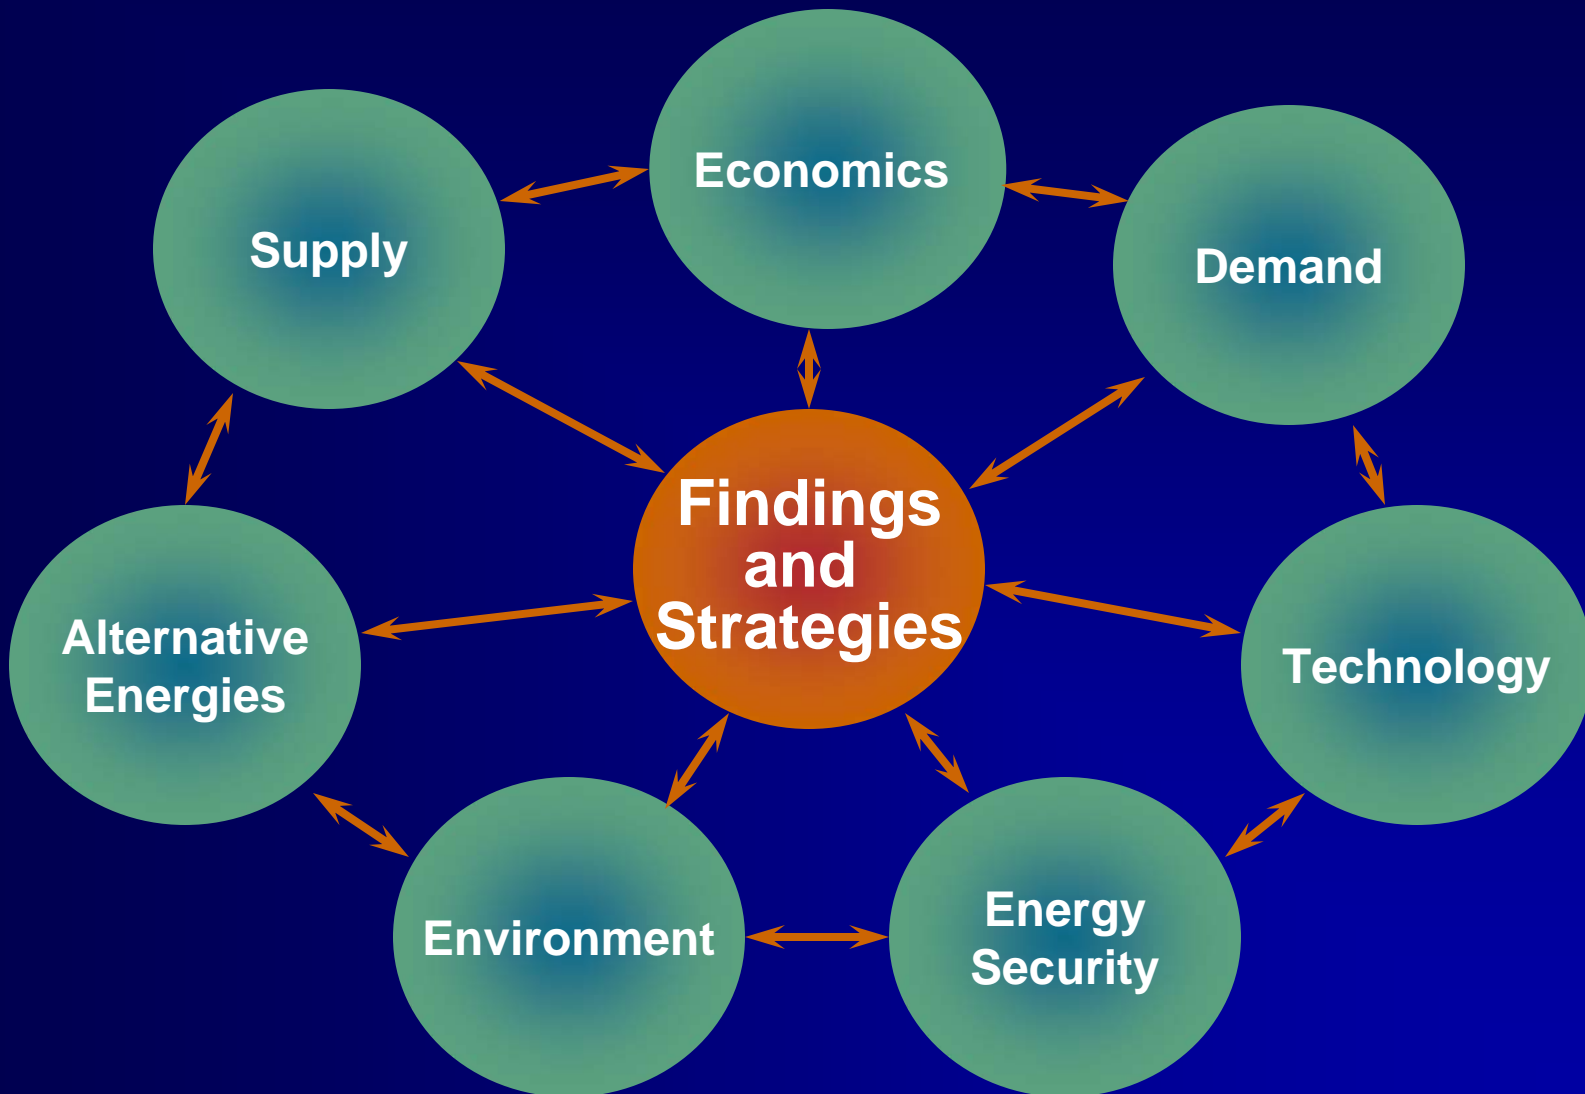 Economics
Supply
Demand
Findings
and
Strategies
Alternative
Energies
Technology
Environment
Energy
Security